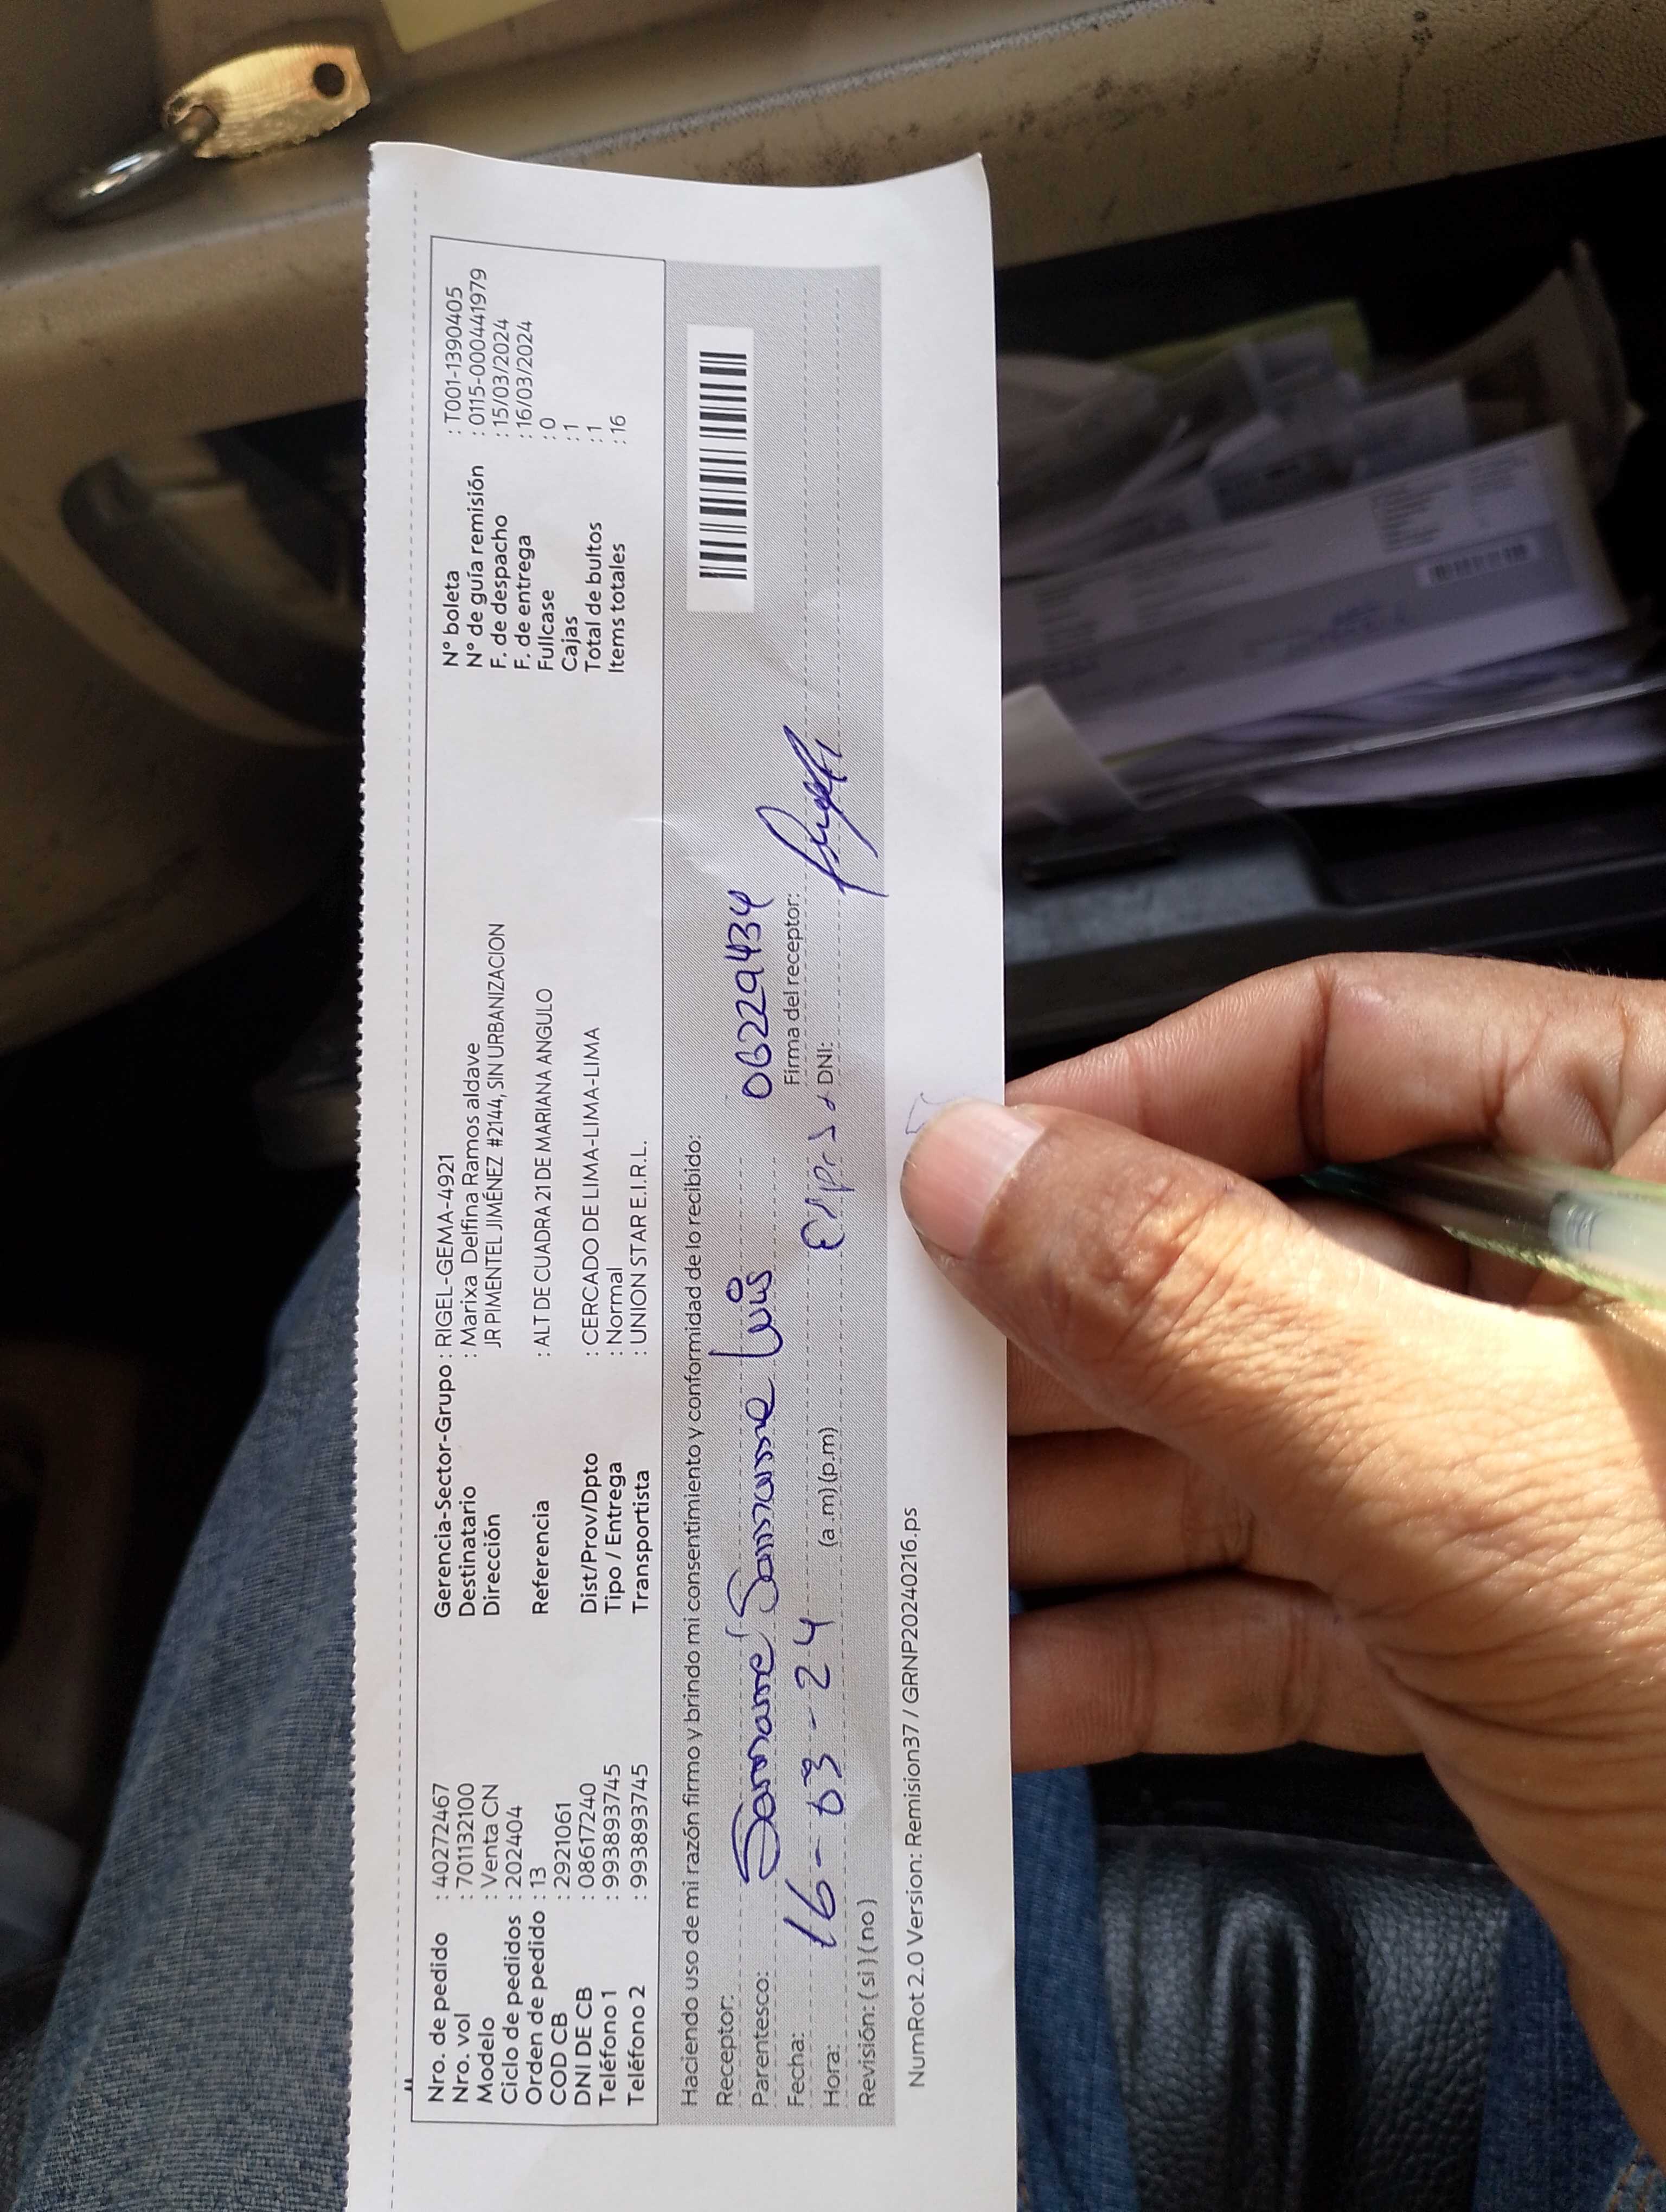 Nro. de pedido : 40272467
Nro. vol : 701132100
Modelo : Venta CN
Ciclo de pedidos : 202404
Orden de pedido : 13
COD CB : 2921061
DNI DE CB : 08617240
Teléfono 1 : 993893745
Teléfono 2 : 993893745
Gerencia-Sector-Grupo : RIGEL-GEMA-4921
Destinatario : Marixa Delfina Ramos aldave
Dirección JR PIMENTEL JIMÉNEZ #2144, SIN URBANIZACION
Referencia : ALT DE CUADRA 21 DE MARIANA ANGULO
Dist/Prov/Dpto : CERCADO DE LIMA-LIMA-LIMA
Tipo / Entrega : Normal
Transportista : UNION STAR E.I.R.L.
N° boleta : T001-1390405
N° de guía remisión : 0115-000441979
F. de despacho : 15/03/2024
F. de entrega : 16/03/2024
Fullcase : 0
Cajas : 1
Total de bultos : 1
Items totales : 16
Haciendo uso de mi razón firmo y brindo mi consentimiento y conformidad de lo recibido:
Receptor:
Parentesco: Samamé Samame Luis 06229434
Fecha: 16-03-24 Firma del receptor:
Hora: (a.m)(p.m) DNI:
Revisión: ( si ) ( no )
NumRot 2.0 Version: Remision37 / GRNP20240216.ps